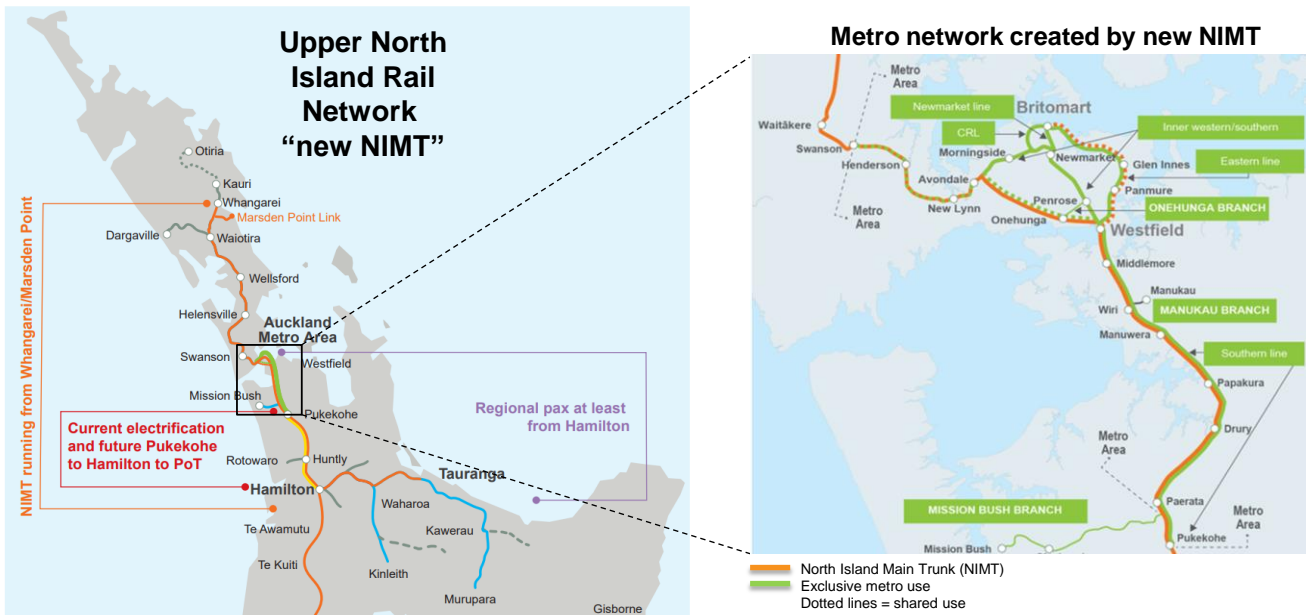 Upper North
Island Rail
Network
“new NIMT”
Otiria
Kauri
Whangarei
Marsden Point Link
Dargaville
Waiotira
Wellsford
Helensville
Auckland
Metro Area
Swanson
Westfield
Mission Bush
Pukekohe
NIMT running from Whangarei/Marsden Point
Current electrification
and future Pukekohe
to Hamilton to PoT
Regional pax at least
from Hamilton
Rotowaro
Huntly
Tauranga
Hamilton
Waharoa
Te Awamutu
Kawerau
Te Kuiti
Kinleith
Murupara
Gisborne
Metro network created by new NIMT
Metro
Area
Newmarket line
Britomart
Waitākere
CRL
Inner western/southern
Swanson
Morningside
Newmarket
Glen Innes
Henderson
Eastern line
Avondale
Panmure
Metro
Area
New Lynn
Penrose
Onehunga
ONEHUNGA BRANCH
Westfield
Middlemore
Manukau
Wiri
MANUKAU BRANCH
Manuwera
Southern line
Papakura
Drury
Metro
Area
Paerata
MISSION BUSH BRANCH
Metro
Area
Mission Bush
Pukekohe
North Island Main Trunk (NIMT)
Exclusive metro use
Dotted lines = shared use